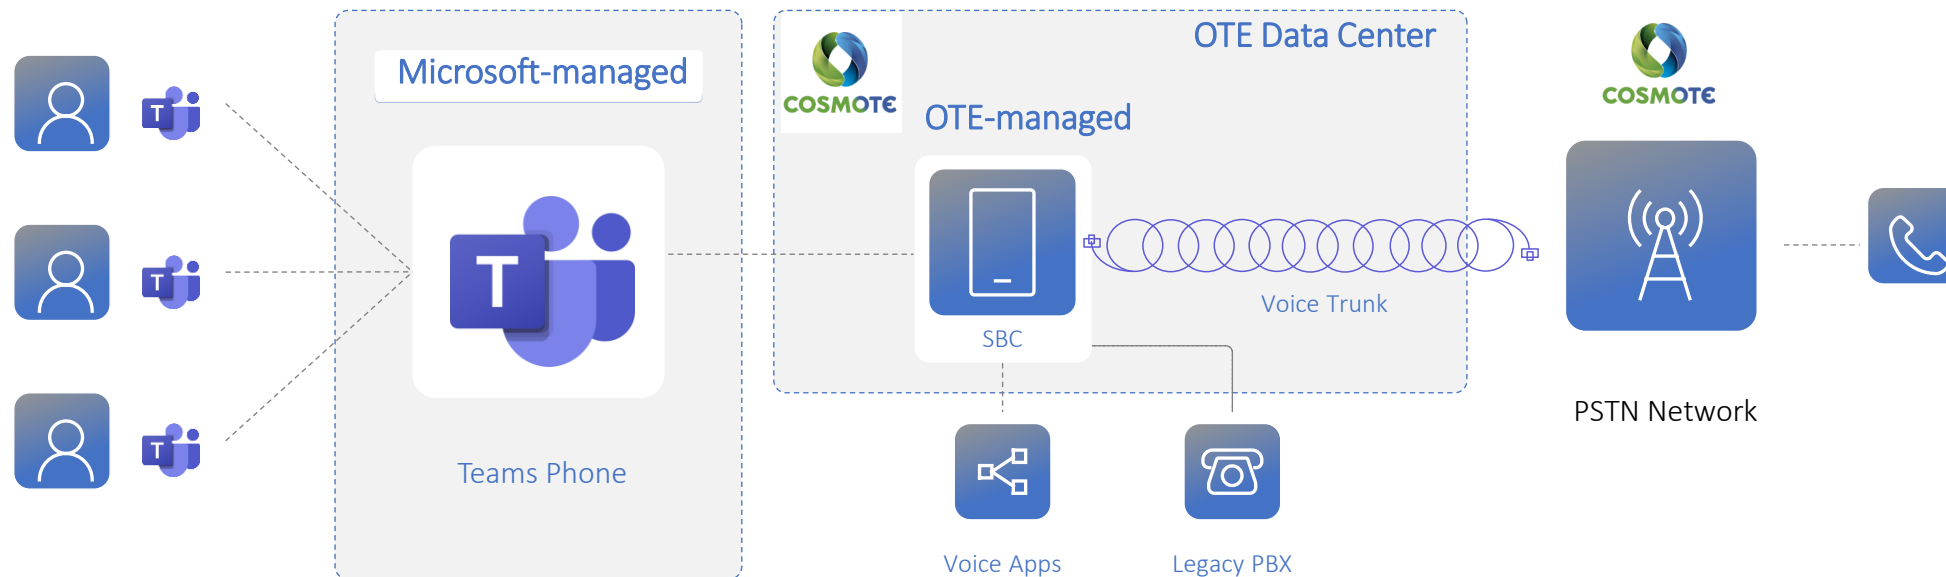 Microsoft-managed
T
T
T
T
Teams Phone
OTE Data Center
COSMOTE
OTE-managed
SBC
Voice Trunk
Voice Apps
Legacy PBX
COSMOTE
PSTN Network